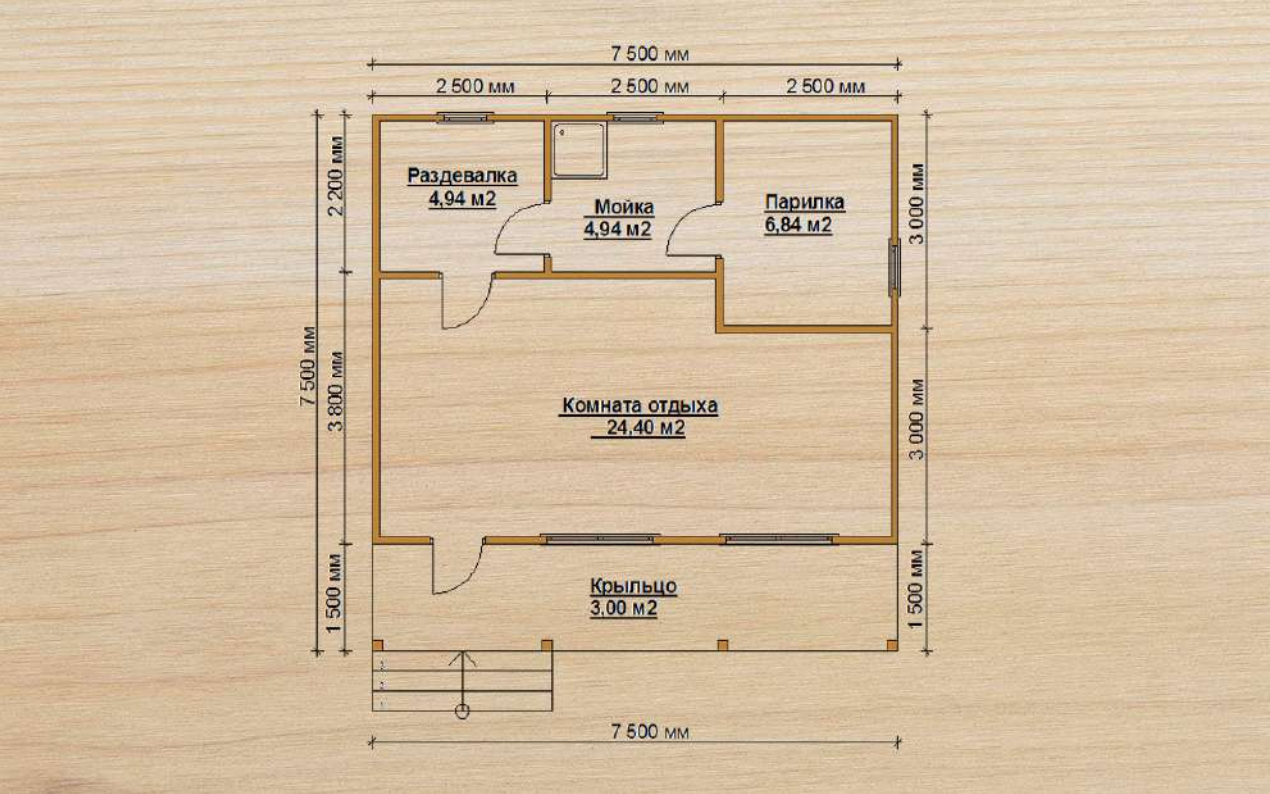 7 500 мм
2 500 мм
2 500 мм
2 500 мм
2 200 мм
3 800 мм
1 500 мм
7 500 мм
Раздевалка
4,94 м2
Мойка
4,94 м2
Парилка
6,84 м2
3 000 мм
3 000 мм
1 500 мм
Комната отдыха
24,40 м2
Крыльцо
3,00 м2
3
2
1
7 500 мм